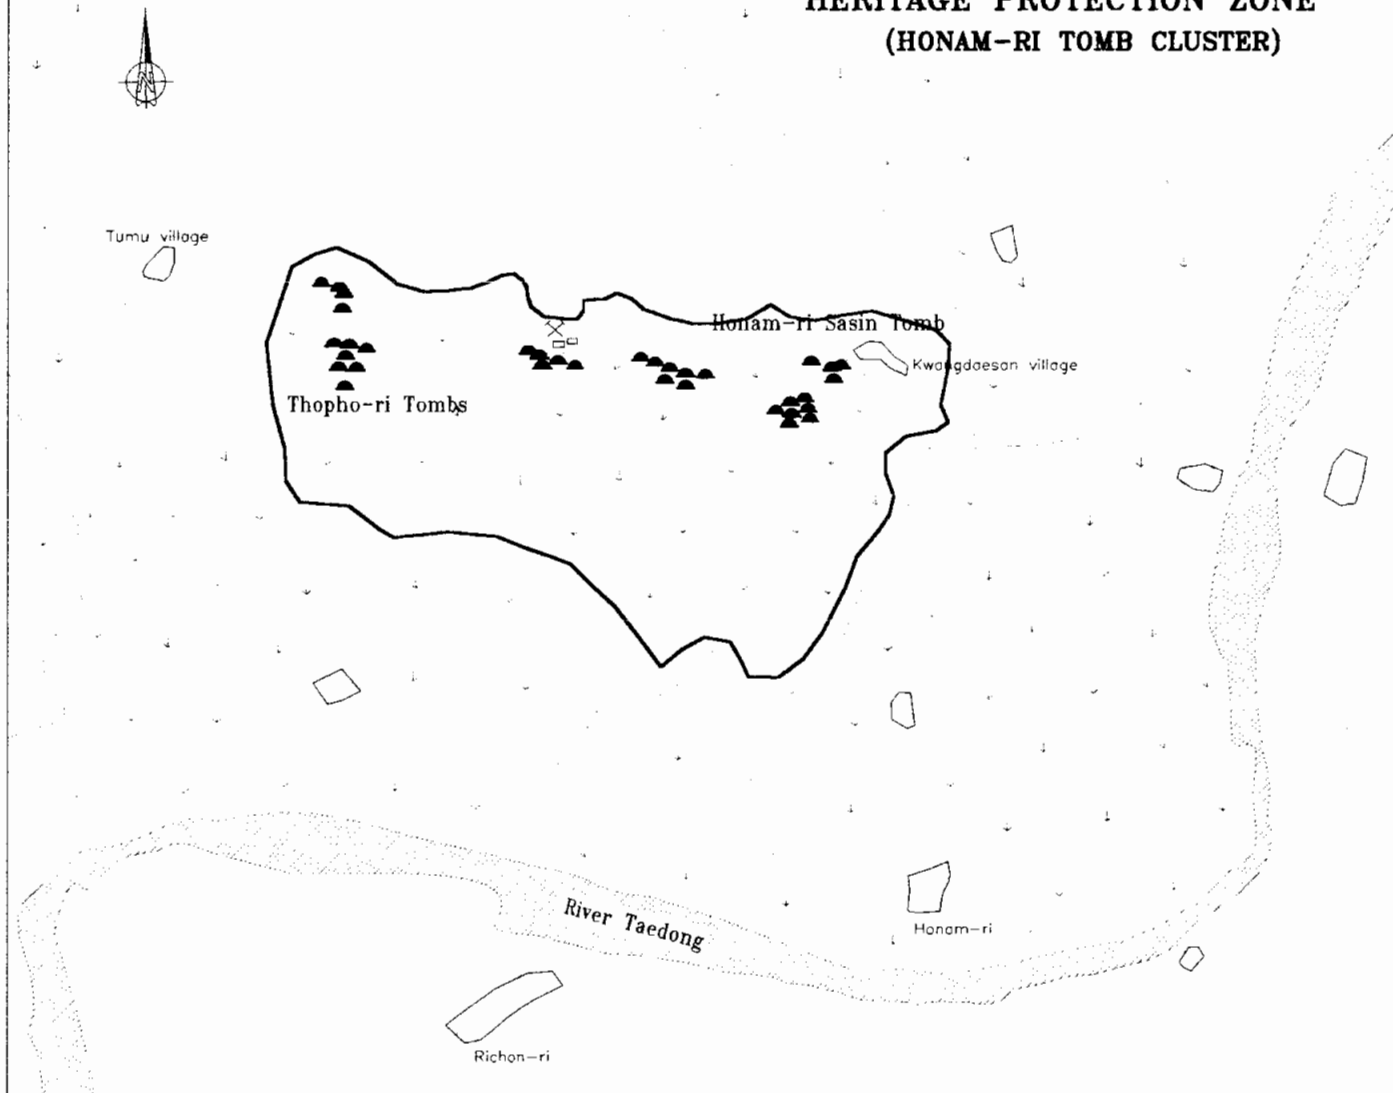 HERITAGE PROTECTION ZONE
(HONAM-RI TOMB CLUSTER)
N
Tumu village
Honam-ri Sasin Tomb
Kwangdaesan village
Thopho-ri Tombs
River Taedong
Honam-ri
Richon-ri